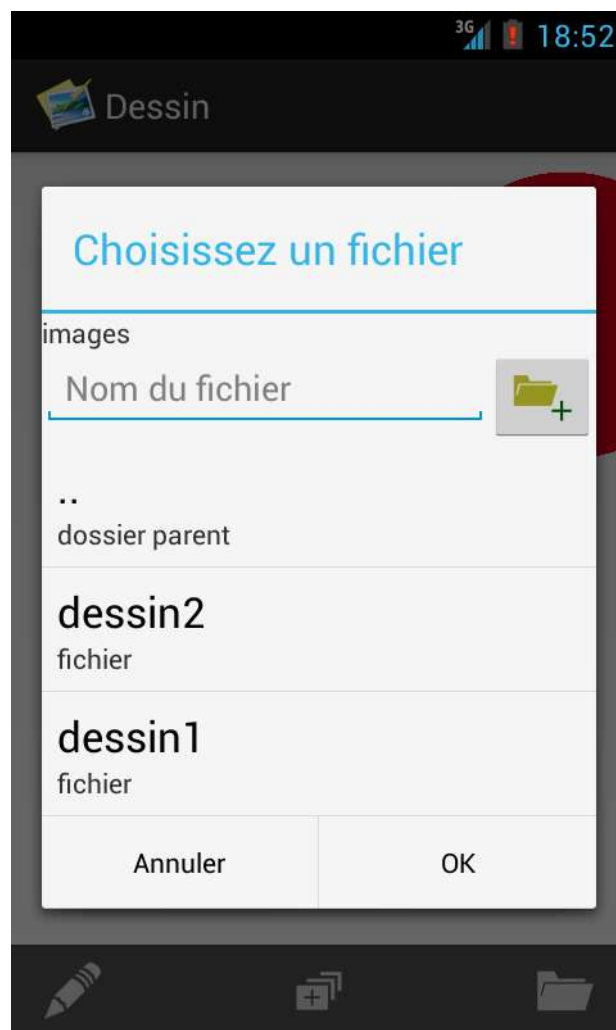 3G 18:52
Dessin
Choisissez un fichier
images
Nom du fichier
..
dossier parent
dessin2
fichier
dessin1
fichier
Annuler OK